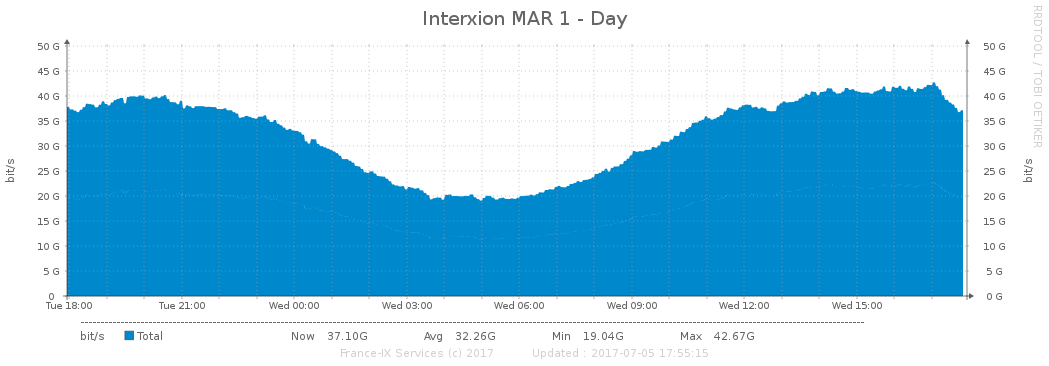 Interxion MAR 1 - Day
RRDTOOL / TOBI OETIKER
50 G 50 G
45 G 45 G
40 G 40 G
35 G 35 G
30 G 30 G
25 G 25 G
20 G 20 G
15 G 15 G
10 G 10 G
5 G 5 G
0 0 G
bit/s bit/s
Tue 18:00 Tue 21:00 Wed 00:00 Wed 03:00 Wed 06:00 Wed 09:00 Wed 12:00 Wed 15:00
bit/s Total Now 37.10G Avg 32.26G Min 19.04G Max 42.67G
France-IX Services (c) 2017 Updated : 2017-07-05 17:55:15